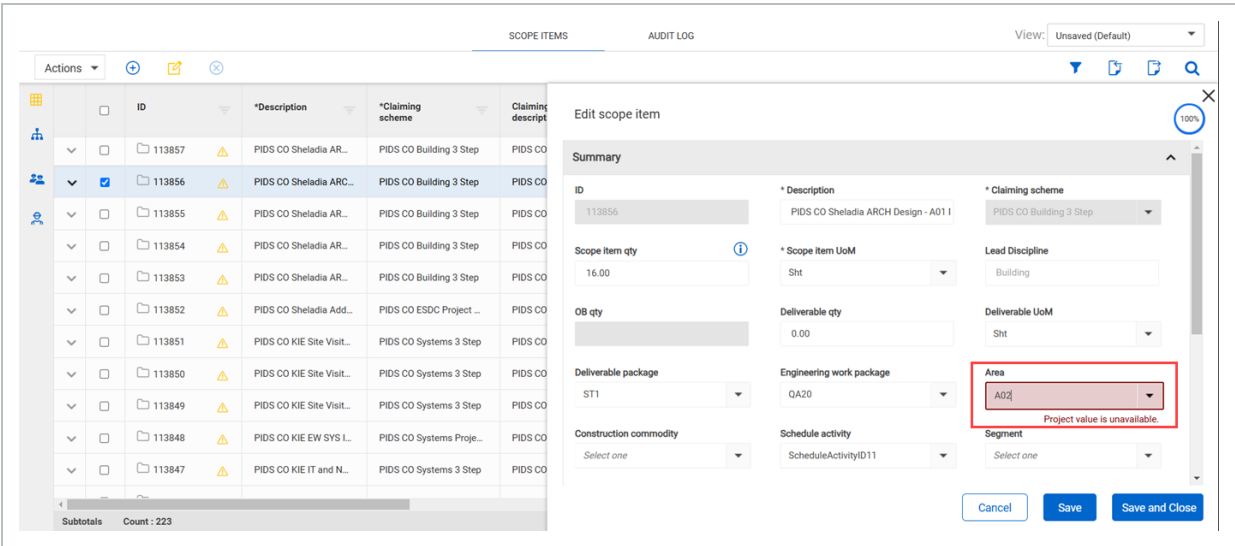 SCOPE ITEMS AUDIT LOG View: Unsaved (Default)
Actions
ID *Description *Claiming scheme Claiming descript
113857 PIDS CO Sheladia AR... PIDS CO Building 3 Step PIDS CO
113856 PIDS CO Sheladia ARC... PIDS CO Building 3 Step PIDS CO
113855 PIDS CO Sheladia AR... PIDS CO Building 3 Step PIDS CO
113854 PIDS CO Sheladia AR... PIDS CO Building 3 Step PIDS CO
113853 PIDS CO Sheladia AR... PIDS CO Building 3 Step PIDS CO
113852 PIDS CO Sheladia Add... PIDS CO ESDC Project ... PIDS CO
113851 PIDS CO KIE Site Visit... PIDS CO Systems 3 Step PIDS CO
113850 PIDS CO KIE Site Visit... PIDS CO Systems 3 Step PIDS CO
113849 PIDS CO KIE Site Visit... PIDS CO Systems 3 Step PIDS CO
113848 PIDS CO KIE EW SYS I... PIDS CO Systems Proje... PIDS CO
113847 PIDS CO KIE IT and N... PIDS CO Systems 3 Step PIDS CO
Subtotals Count : 223
Edit scope item
100%
Summary
ID * Description * Claiming scheme
113856 PIDS CO Sheladia ARCH Design - A01 PIDS CO Building 3 Step
Scope item qty * Scope item UoM Lead Discipline
16.00 Sht Building
OB qty Deliverable qty Deliverable UoM
0.00 Sht
Deliverable package Engineering work package Area
ST1 QA20 A02
Project value is unavailable.
Construction commodity Schedule activity Segment
Select one ScheduleActivityID11 Select one
Cancel Save Save and Close